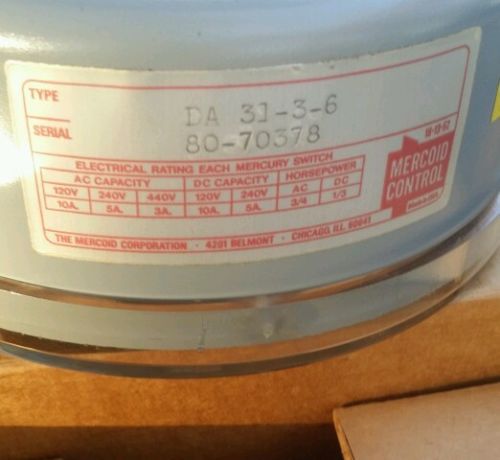 TYPE DA 31-3-6
SERIAL 80-70378
ELECTRICAL RATING EACH MERCURY SWITCH
AC CAPACITY DC CAPACITY HORSEPOWER
120V 240V 440V 120V 240V AC DC
10A. 5A. 3A. 10A. 5A. 3/4 1/3
MERCOID
CONTROL
THE MERCOID CORPORATION • 4201 BELMONT • CHICAGO, ILL. 60641